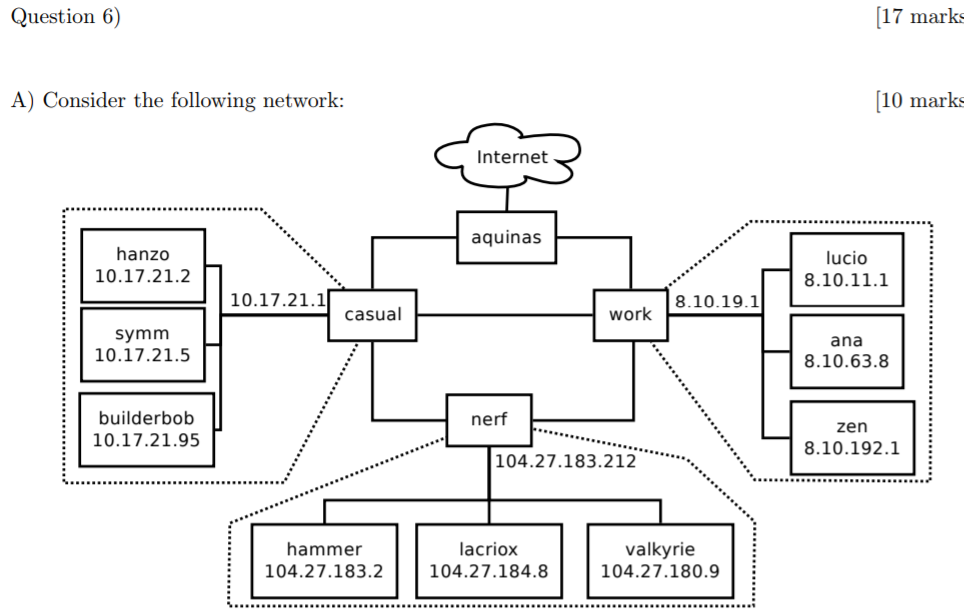 Question 6)
[17 marks
A) Consider the following network:
[10 marks
Internet
aquinas
hanzo
10.17.21.2
symm
10.17.21.5
builderbob
10.17.21.95
10.17.21.1
casual
work
8.10.19.1
lucio
8.10.11.1
ana
8.10.63.8
zen
8.10.192.1
nerf
104.27.183.212
hammer
104.27.183.2
lacriox
104.27.184.8
valkyrie
104.27.180.9